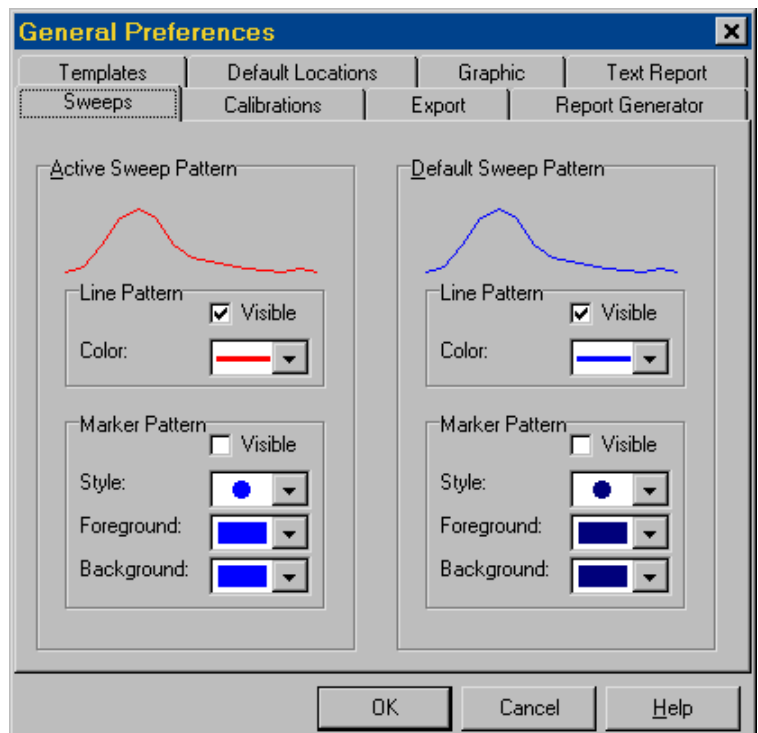 General Preferences
Templates Default Locations Graphic Text Report
Sweeps Calibrations Export Report Generator
Active Sweep Pattern
Line Pattern
Visible
Color:
Marker Pattern
Visible
Style:
Foreground:
Background:
Default Sweep Pattern
Line Pattern
Visible
Color:
Marker Pattern
Visible
Style:
Foreground:
Background:
OK Cancel Help